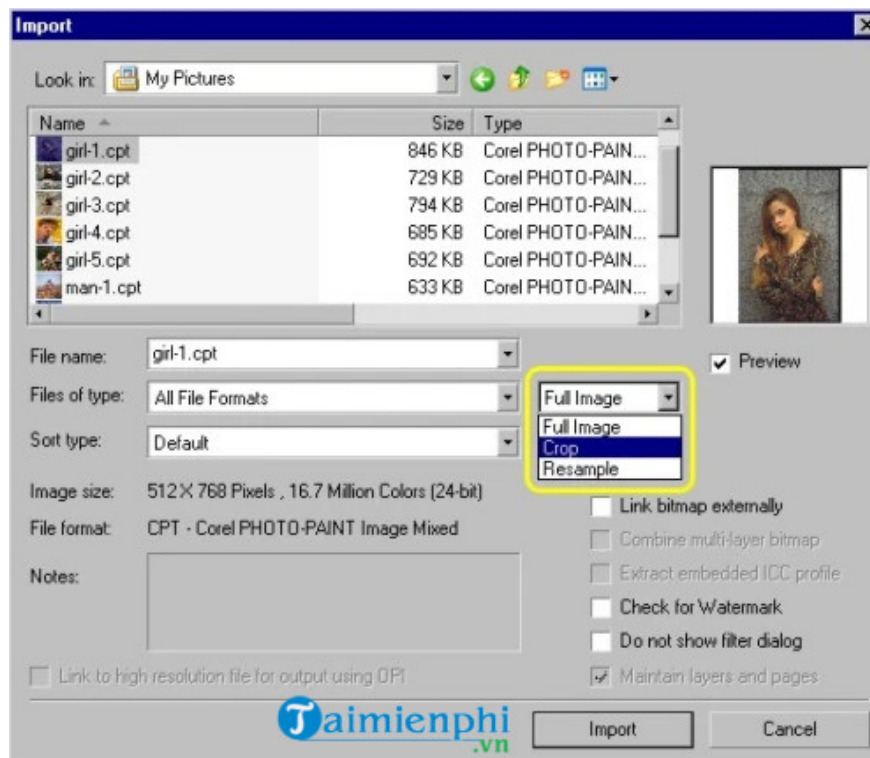 Import
Look in: My Pictures
Name Size Type
girl-1.cpt 846 KB Corel PHOTO-PAIN...
girl-2.cpt 729 KB Corel PHOTO-PAIN...
girl-3.cpt 794 KB Corel PHOTO-PAIN...
girl-4.cpt 685 KB Corel PHOTO-PAIN...
girl-5.cpt 692 KB Corel PHOTO-PAIN...
man-1.cpt 633 KB Corel PHOTO-PAIN...
File name: girl-1.cpt
Preview
Files of type: All File Formats Full Image
Full Image
Crop
Resample
Sort type: Default
Image size: 512 X 768 Pixels , 16.7 Million Colors (24-bit)
File format: CPT - Corel PHOTO-PAINT Image Mixed
Notes:
Link bitmap externally
Combine multi-layer bitmap
Extract embedded ICC profile
Check for Watermark
Do not show filter dialog
Link to high resolution file for output using OPI
Maintain layers and pages
Taimienphi
.vn
Import Cancel